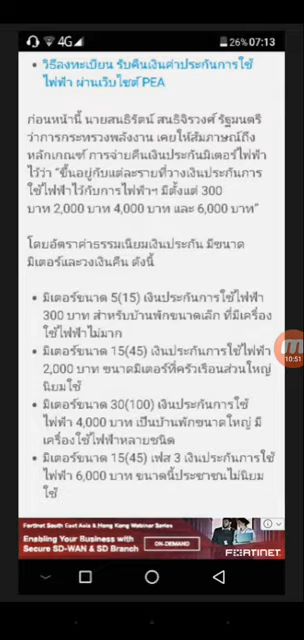 4G
26% 07:13
วิธีลงทะเบียน รับคืนเงินค่าประกันการใช้
ไฟฟ้า ผ่านเว็บไซต์ PEA
ก่อนหน้านี้ นายสนธิรัตน์ สนธิจิรวงศ์ รัฐมนตรี
ว่าการกระทรวงพลังงาน เคยให้สัมภาษณ์ถึง
หลักเกณฑ์ การจ่ายคืนเงินประกันมิเตอร์ไฟฟ้า
ไว้ว่า "ขึ้นอยู่กับแต่ละรายที่วางเงินประกันการ
ใช้ไฟฟ้าไว้กับการไฟฟ้าฯ มีตั้งแต่ 300
บาท 2,000 บาท 4,000 บาท และ 6,000 บาท"
โดยอัตราค่าธรรมเนียมเงินประกัน มีขนาด
มิเตอร์และวงเงินคืน ดังนี้
มิเตอร์ขนาด 5(15) เงินประกันการใช้ไฟฟ้า
300 บาท สำหรับบ้านพักขนาดเล็ก ที่มีเครื่อง
ใช้ไฟฟ้าไม่มาก
มิเตอร์ขนาด 15(45) เงินประกันการใช้ไฟฟ้า
2,000 บาท ขนาดมิเตอร์ที่ครัวเรือนส่วนใหญ่
นิยมใช้
มิเตอร์ขนาด 30(100) เงินประกันการใช้
ไฟฟ้า 4,000 บาท เป็นบ้านพักขนาดใหญ่ มี
เครื่องใช้ไฟฟ้าหลายชนิด
มิเตอร์ขนาด 15(45) เฟส 3 เงินประกันการใช้
ไฟฟ้า 6,000 บาท ขนาดนี้ประชาชนไม่นิยม
ใช้
10:51
Fortinet South East Asia & Hong Kong Webinar Series
Enabling Your Business with
Secure SD-WAN & SD Branch
ON-DEMAND
FORTINET